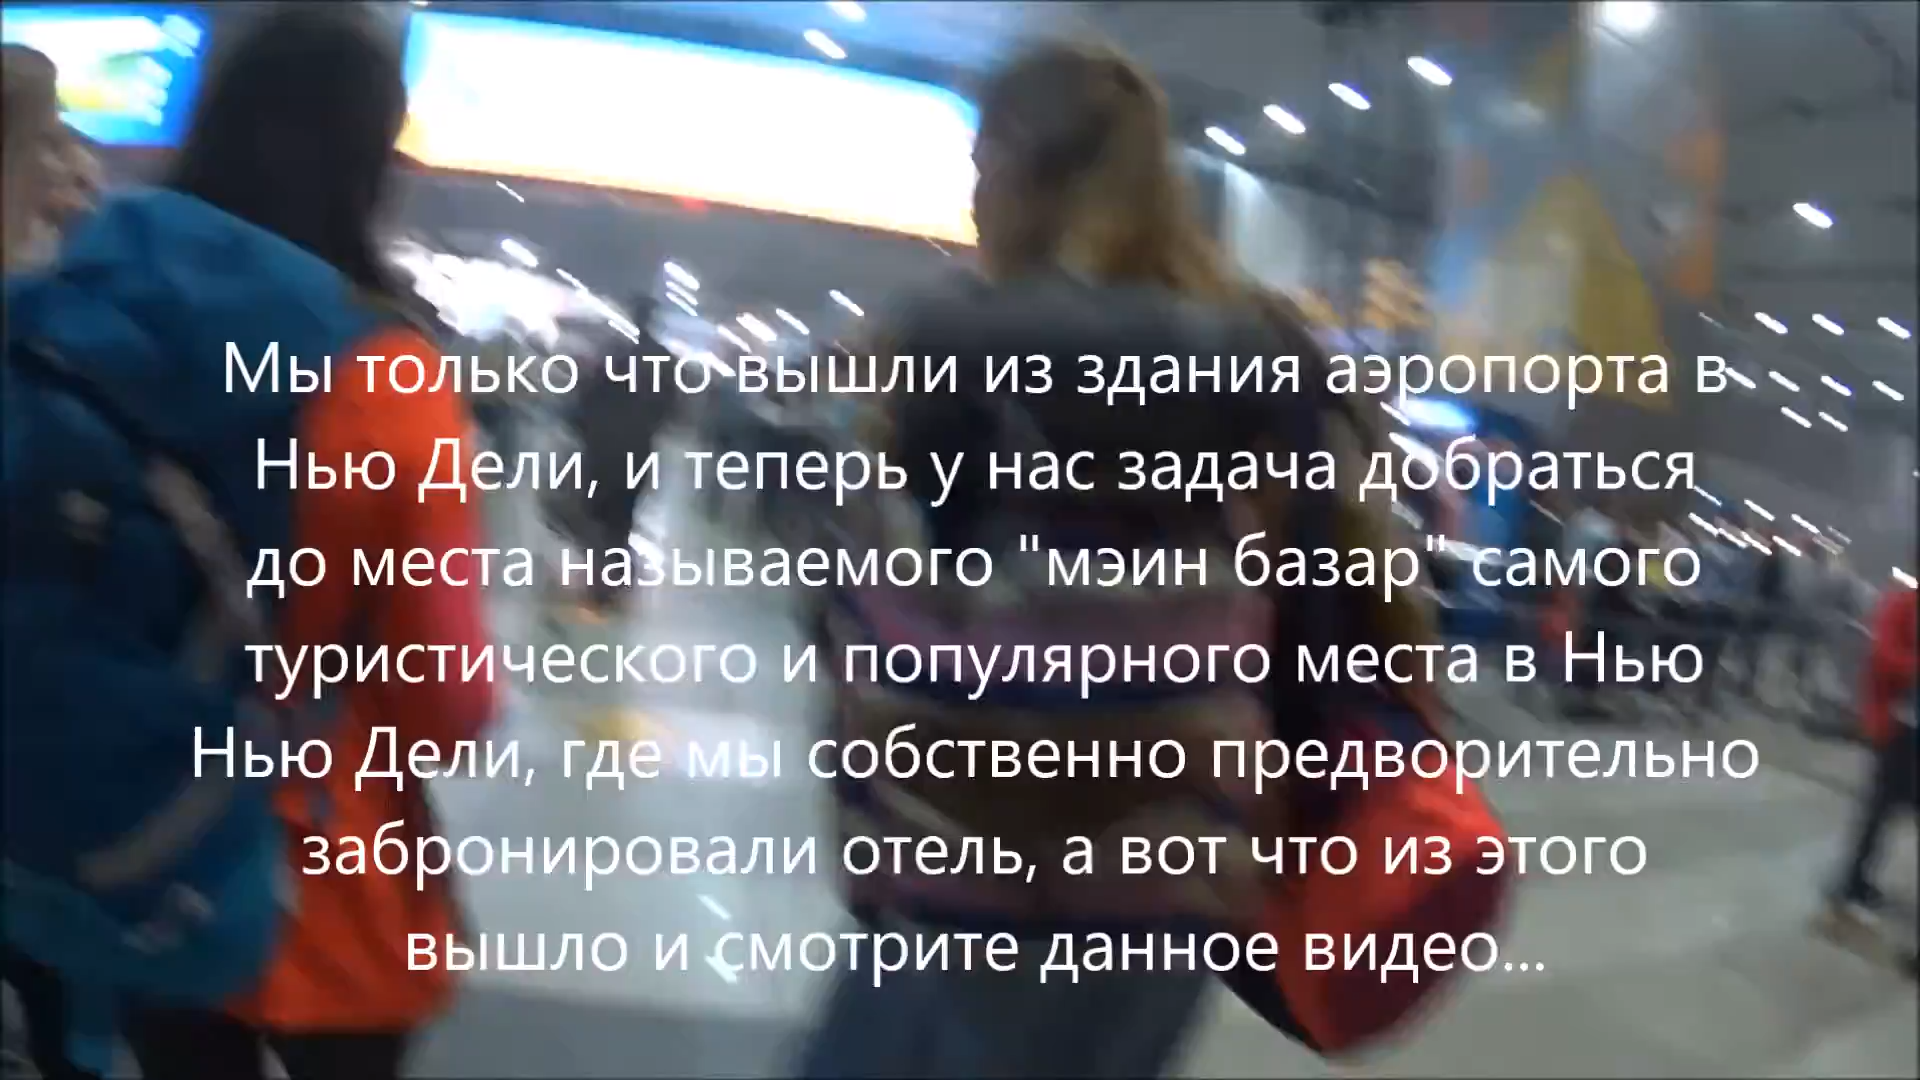 Мы только что вышли из здания аэропорта в
Нью Дели, и теперь у нас задача добраться
до места называемого "мэин базар" самого
туристического и популярного места в Нью
Нью Дели, где мы собственно предворительно
забронировали отель, а вот что из этого
вышло и смотрите данное видео...